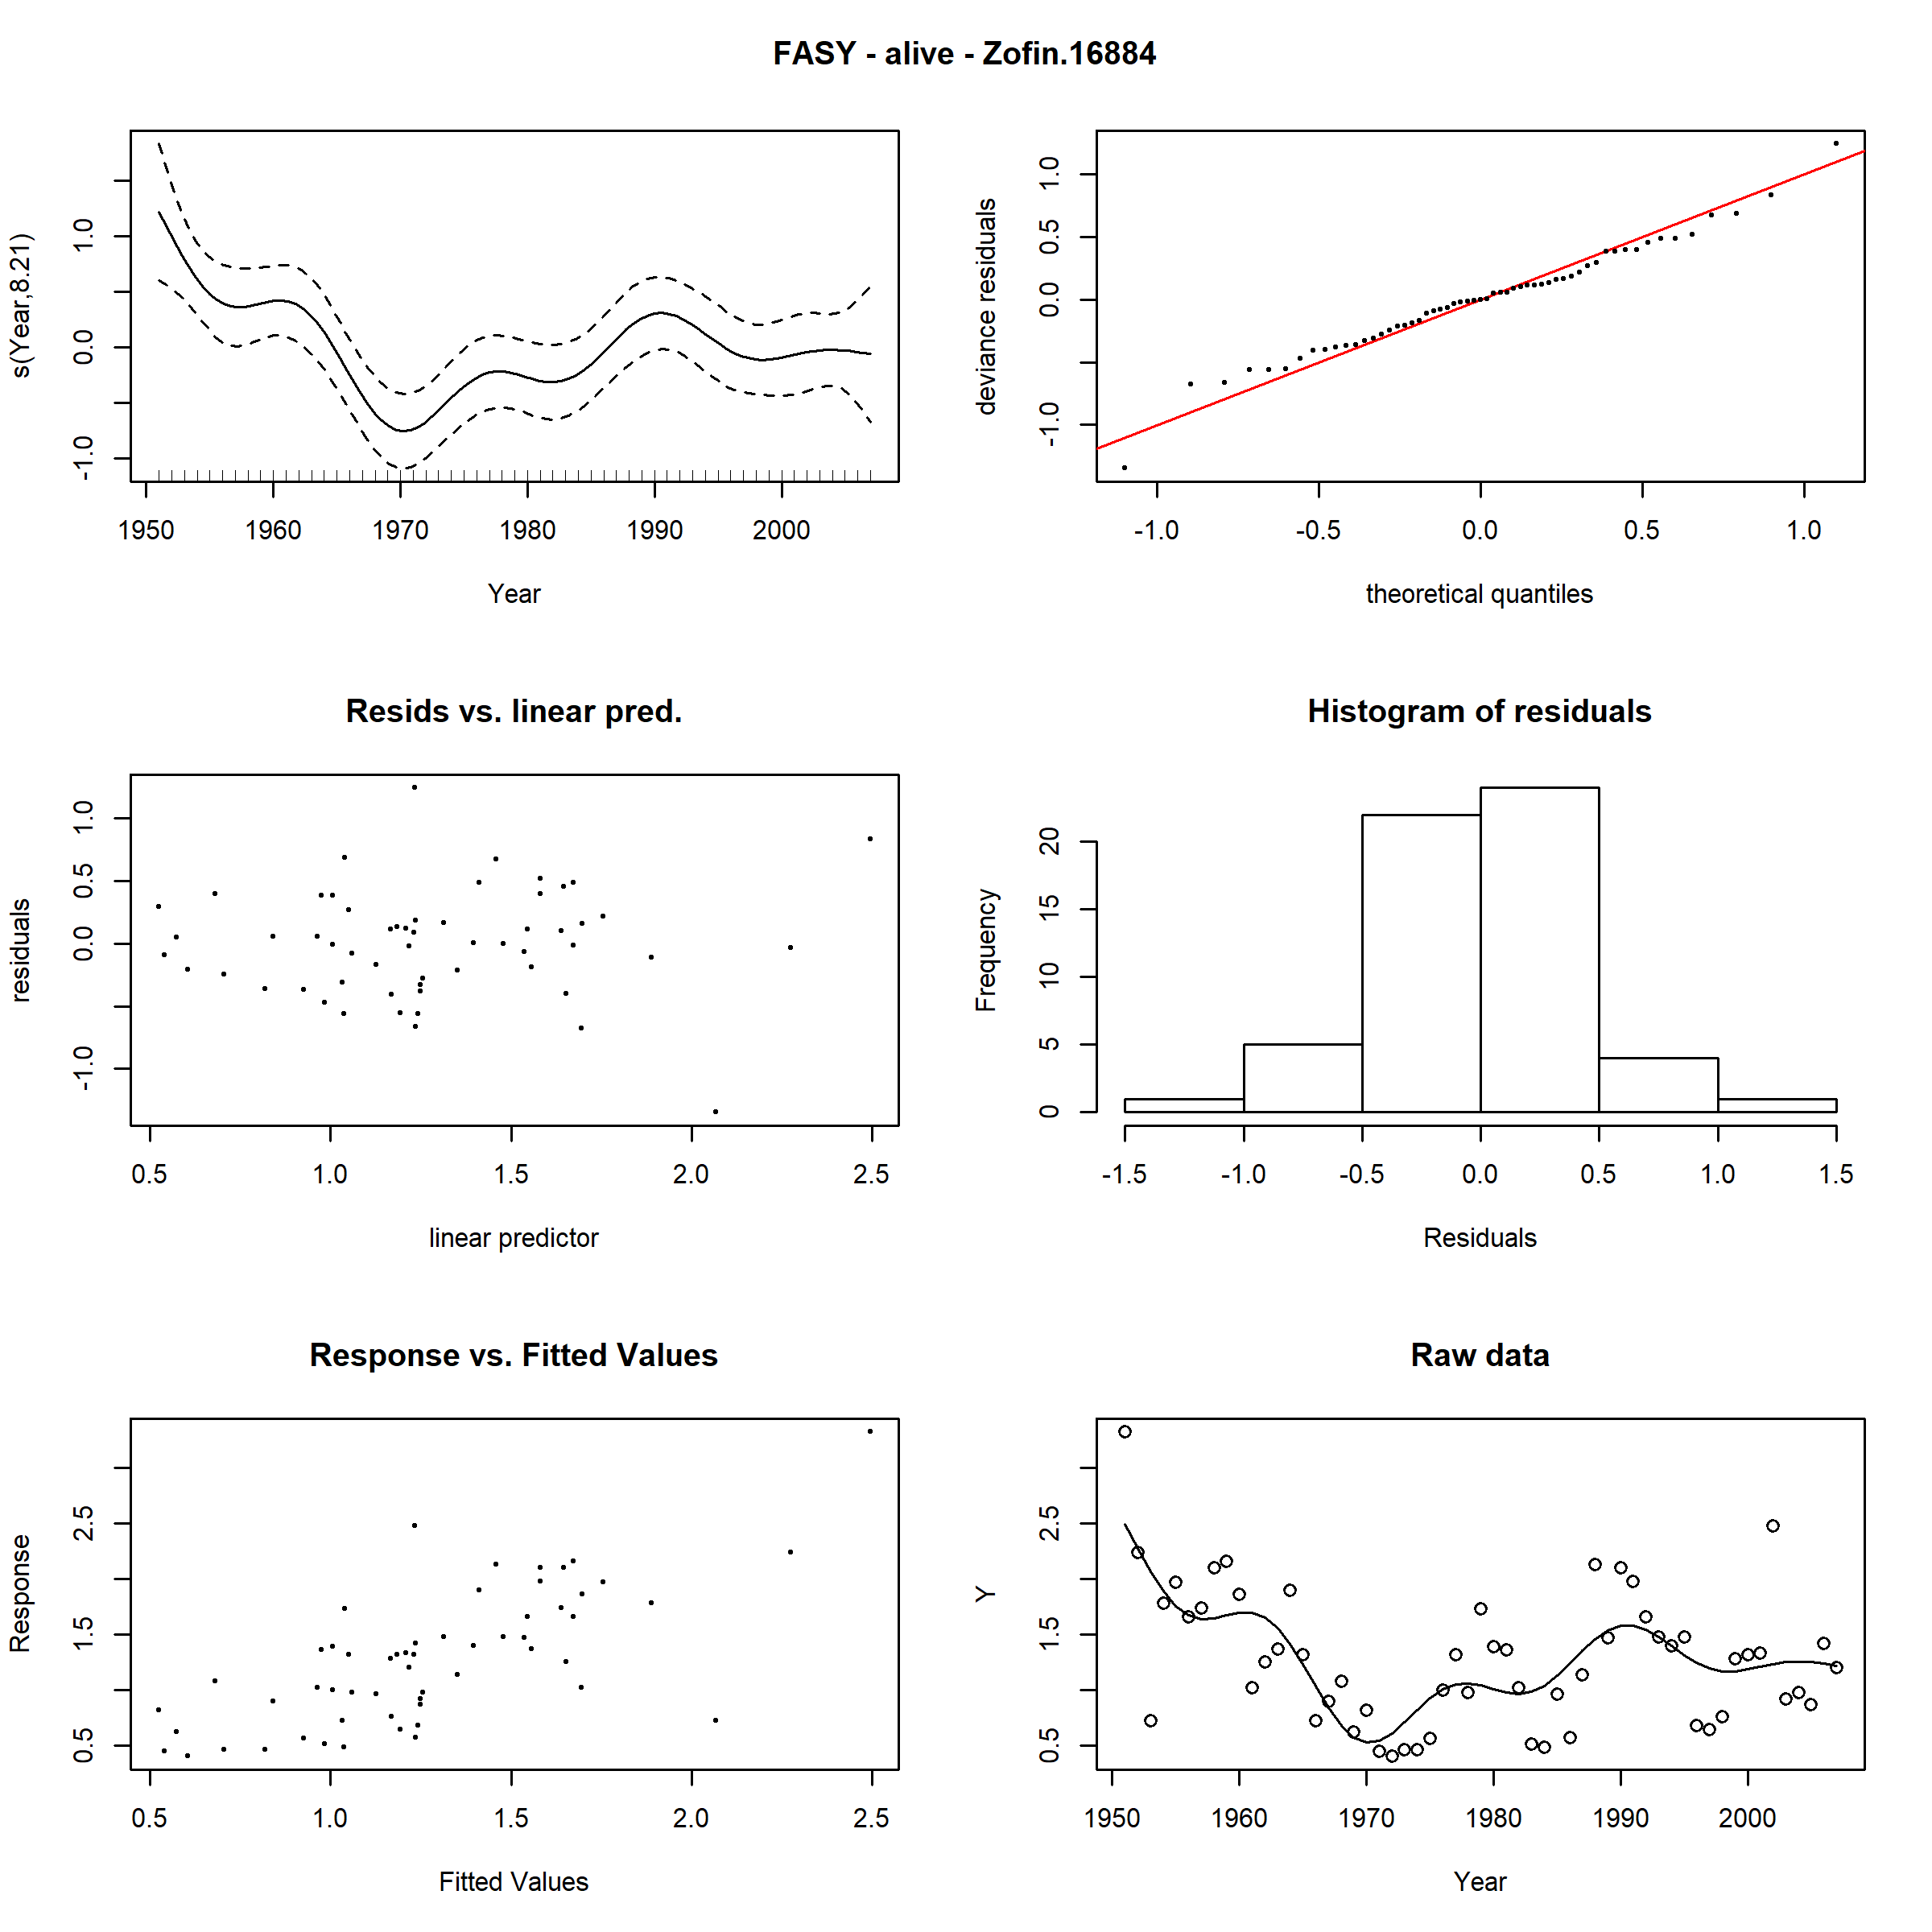 FASY - alive - Zofin.16884
s(Year,8.21)
-1.0 0.0 1.0
1950 1960 1970 1980 1990 2000
Year
deviance residuals
-1.0 0.0 0.5 1.0
-1.0 -0.5 0.0 0.5 1.0
theoretical quantiles
Resids vs. linear pred.
residuals
-1.0 0.0 0.5 1.0
0.5 1.0 1.5 2.0 2.5
linear predictor
Histogram of residuals
Frequency
0 5 10 15 20
-1.5 -1.0 -0.5 0.0 0.5 1.0 1.5
Residuals
Response vs. Fitted Values
Response
0.5 1.5 2.5
0.5 1.0 1.5 2.0 2.5
Fitted Values
Raw data
Y
0.5 1.5 2.5
1950 1960 1970 1980 1990 2000
Year